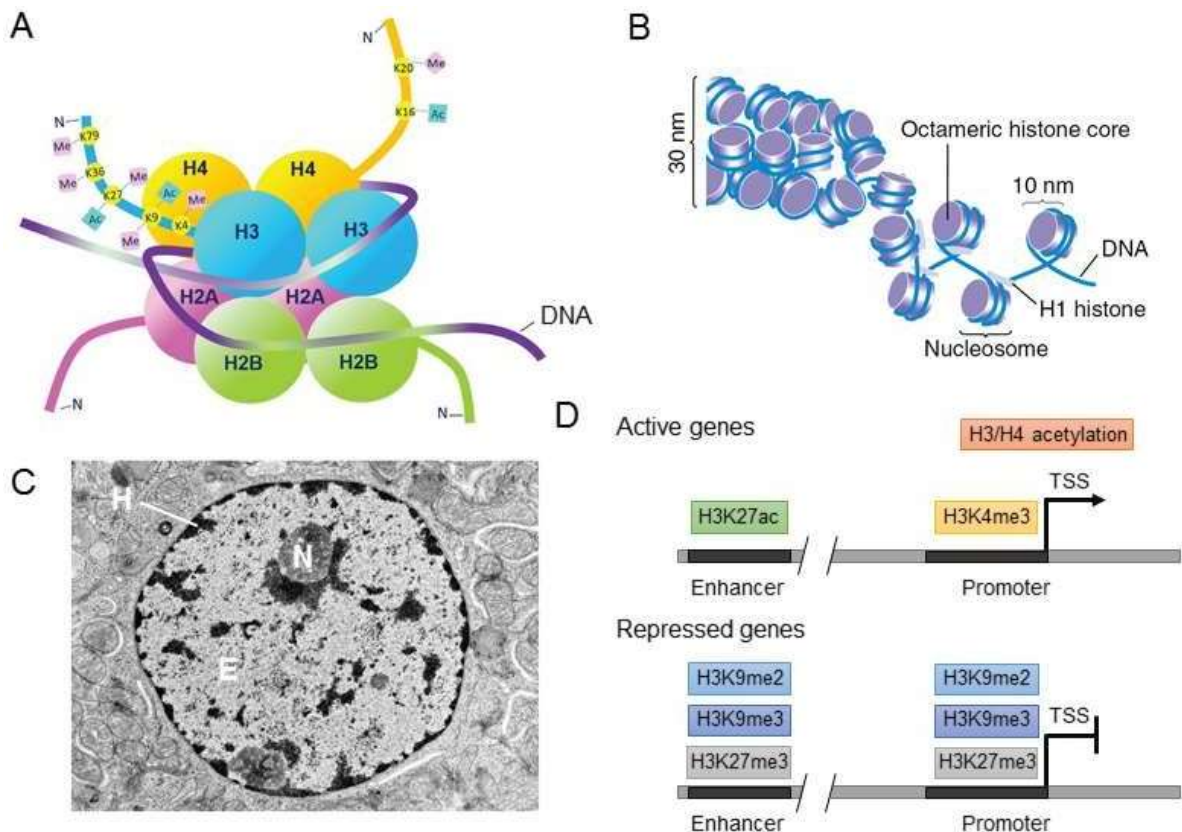 A
N
K20
Me
K16
Ac
N
K79
Me
K36
Me
K27
Me
Ac
K9
Me
Ac
K4
Me
H4
H4
H3
H3
H2A
H2A
H2B
H2B
DNA
N
N
B
30 nm
Octameric histone core
10 nm
DNA
H1 histone
Nucleosome
C
H
N
E
D
Active genes
H3/H4 acetylation
TSS
H3K27ac
H3K4me3
Enhancer
Promoter
Repressed genes
H3K9me2
H3K9me2
H3K9me3
H3K9me3
TSS
H3K27me3
H3K27me3
Enhancer
Promoter